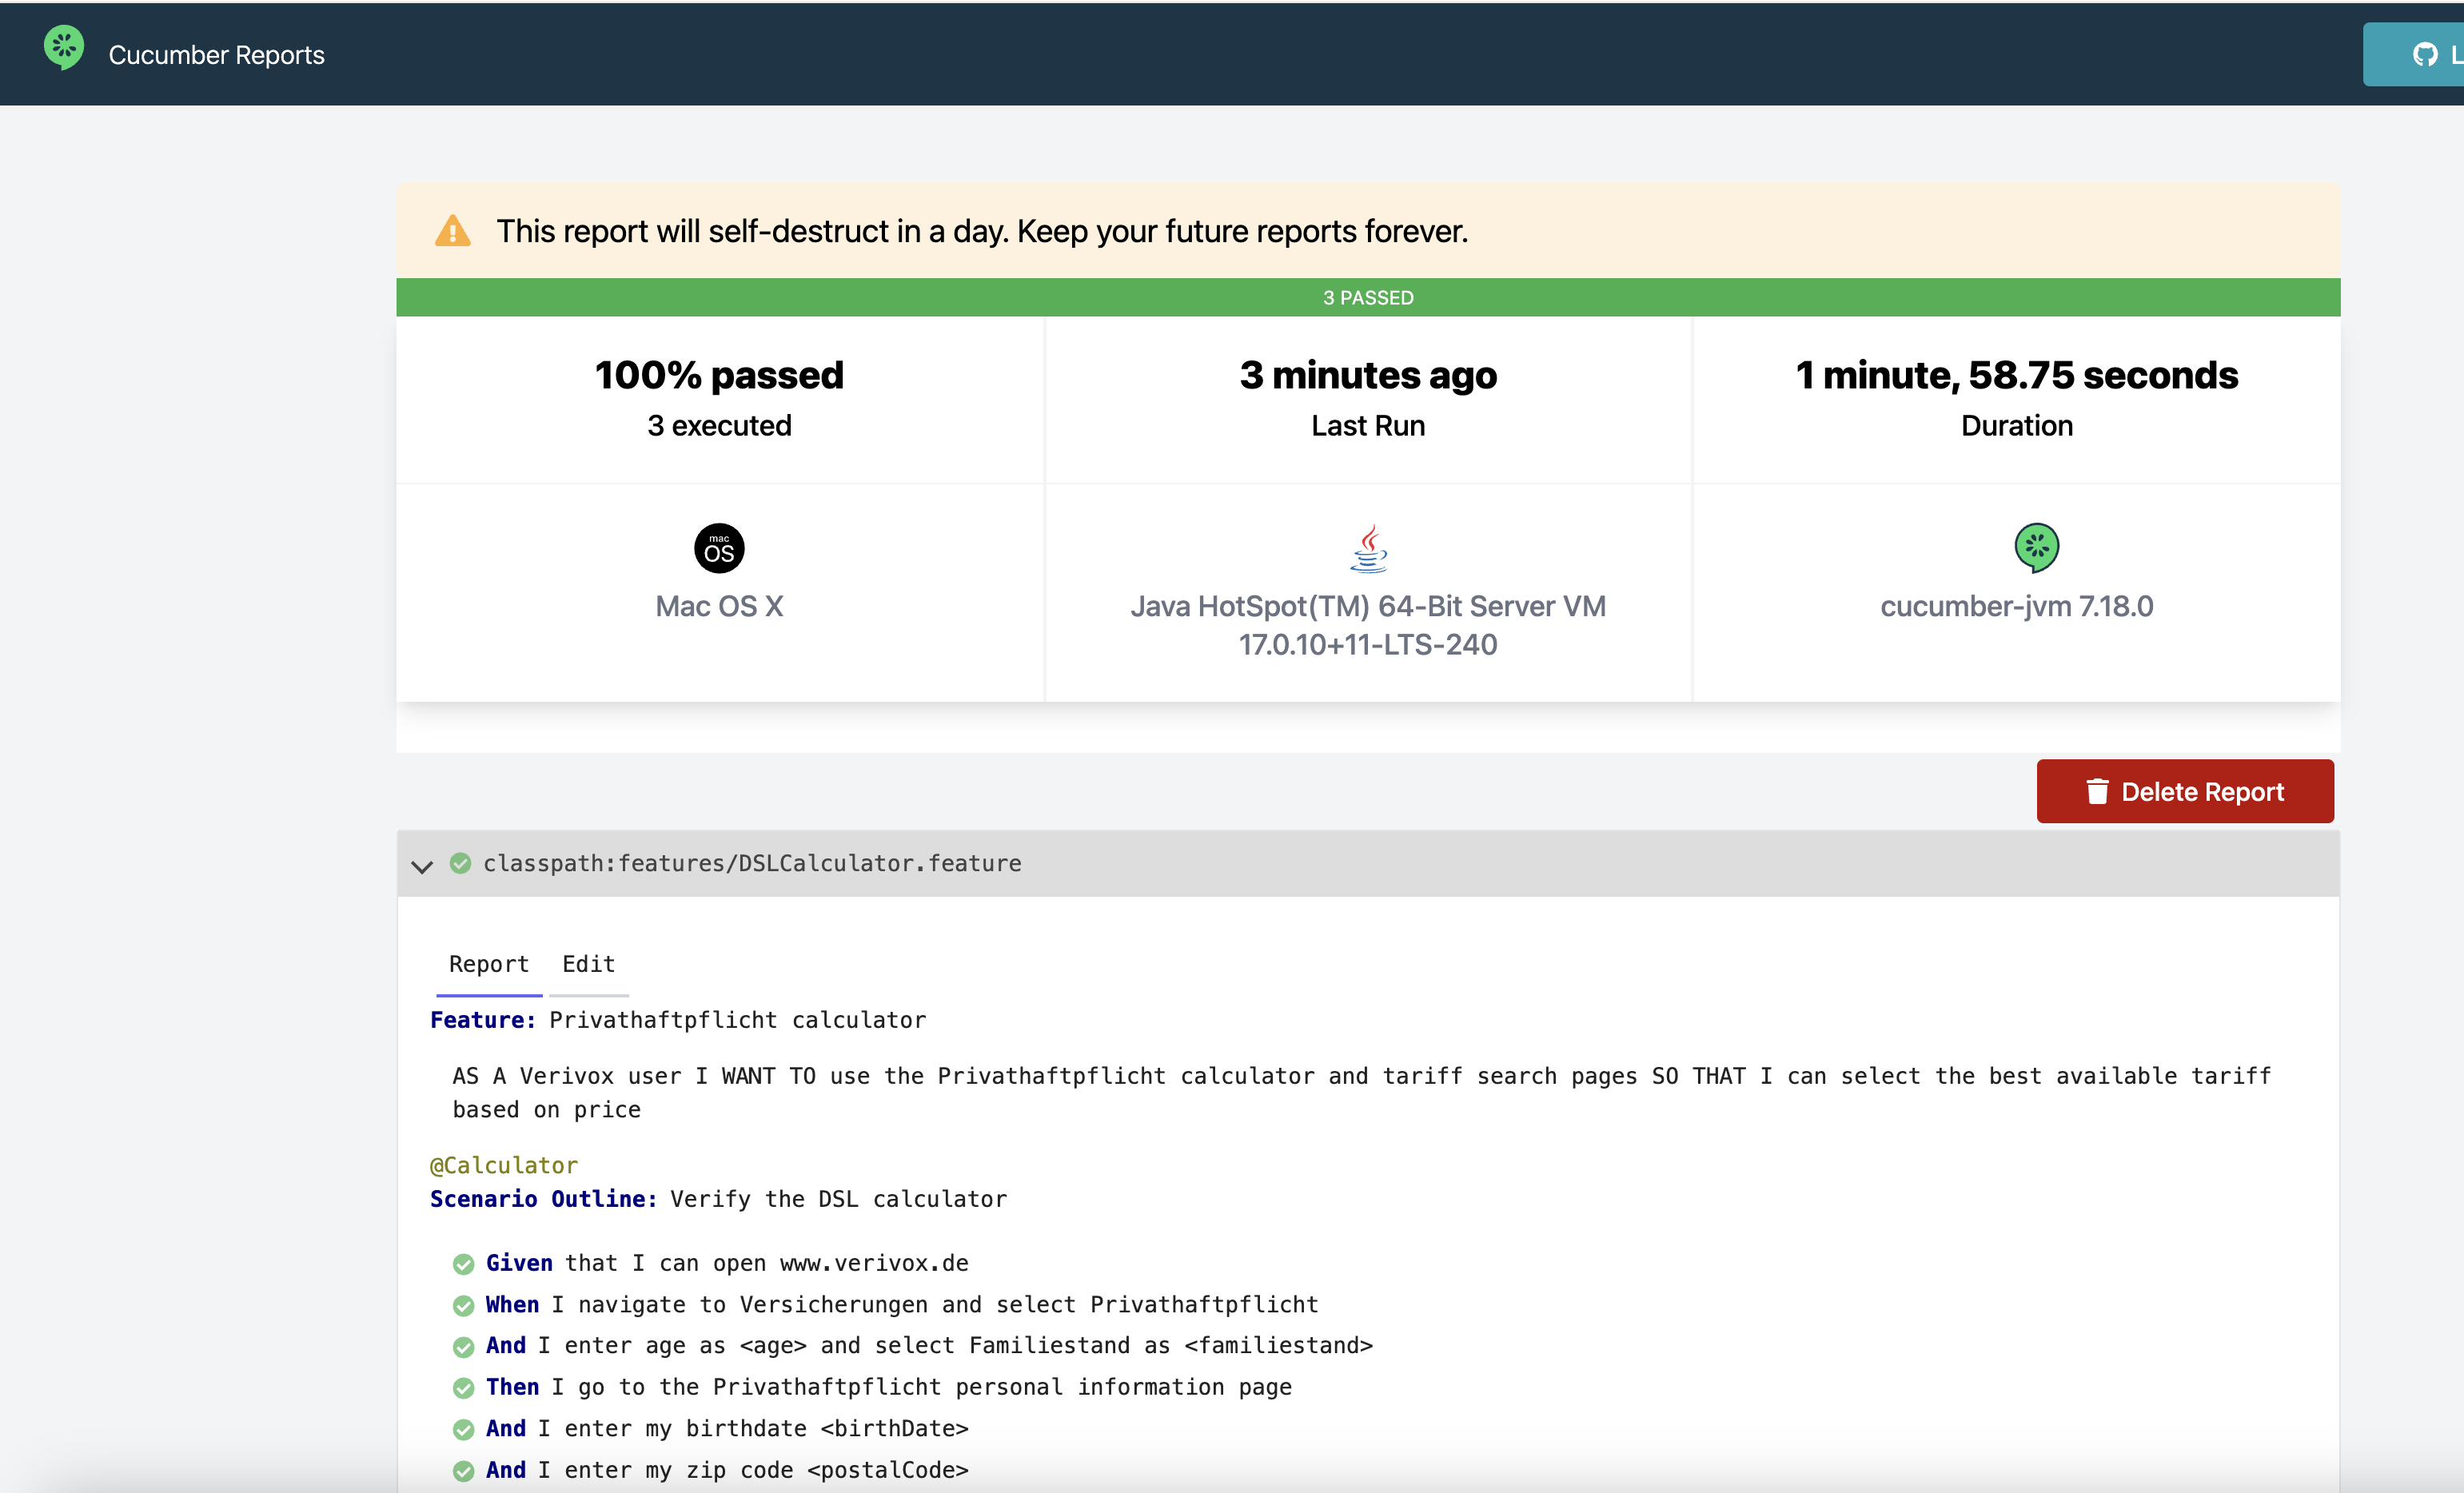 Cucumber Reports
L
This report will self-destruct in a day. Keep your future reports forever.
3 PASSED
100% passed
3 executed
3 minutes ago
Last Run
1 minute, 58.75 seconds
Duration
mac
OS
Mac OS X
Java HotSpot(TM) 64-Bit Server VM
17.0.10+11-LTS-240
cucumber-jvm 7.18.0
Delete Report
classpath:features/DSLCalculator.feature
Report Edit
Feature: Privathaftpflicht calculator
AS A Verivox user I WANT TO use the Privathaftpflicht calculator and tariff search pages SO THAT I can select the best available tariff
based on price
@Calculator
Scenario Outline: Verify the DSL calculator
Given that I can open www.verivox.de
When I navigate to Versicherungen and select Privathaftpflicht
And I enter age as <age> and select Familiestand as <familiestand>
Then I go to the Privathaftpflicht personal information page
And I enter my birthdate <birthDate>
And I enter my zip code <postalCode>